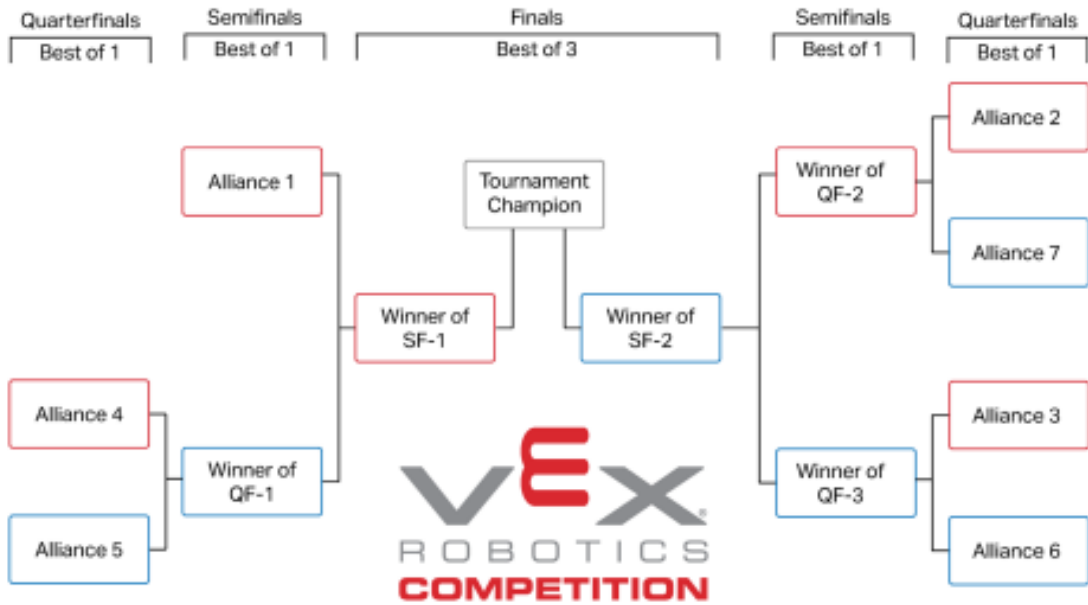 Quarterfinals
Best of 1
Semifinals
Best of 1
Finals
Best of 3
Semifinals
Best of 1
Quarterfinals
Best of 1
Alliance 1
Alliance 4
Alliance 5
Winner of
QF-1
Winner of
SF-1
Tournament
Champion
Winner of
SF-2
Winner of
QF-2
Winner of
QF-3
Alliance 2
Alliance 7
Alliance 3
Alliance 6
VEX®
ROBOTICS
COMPETITION